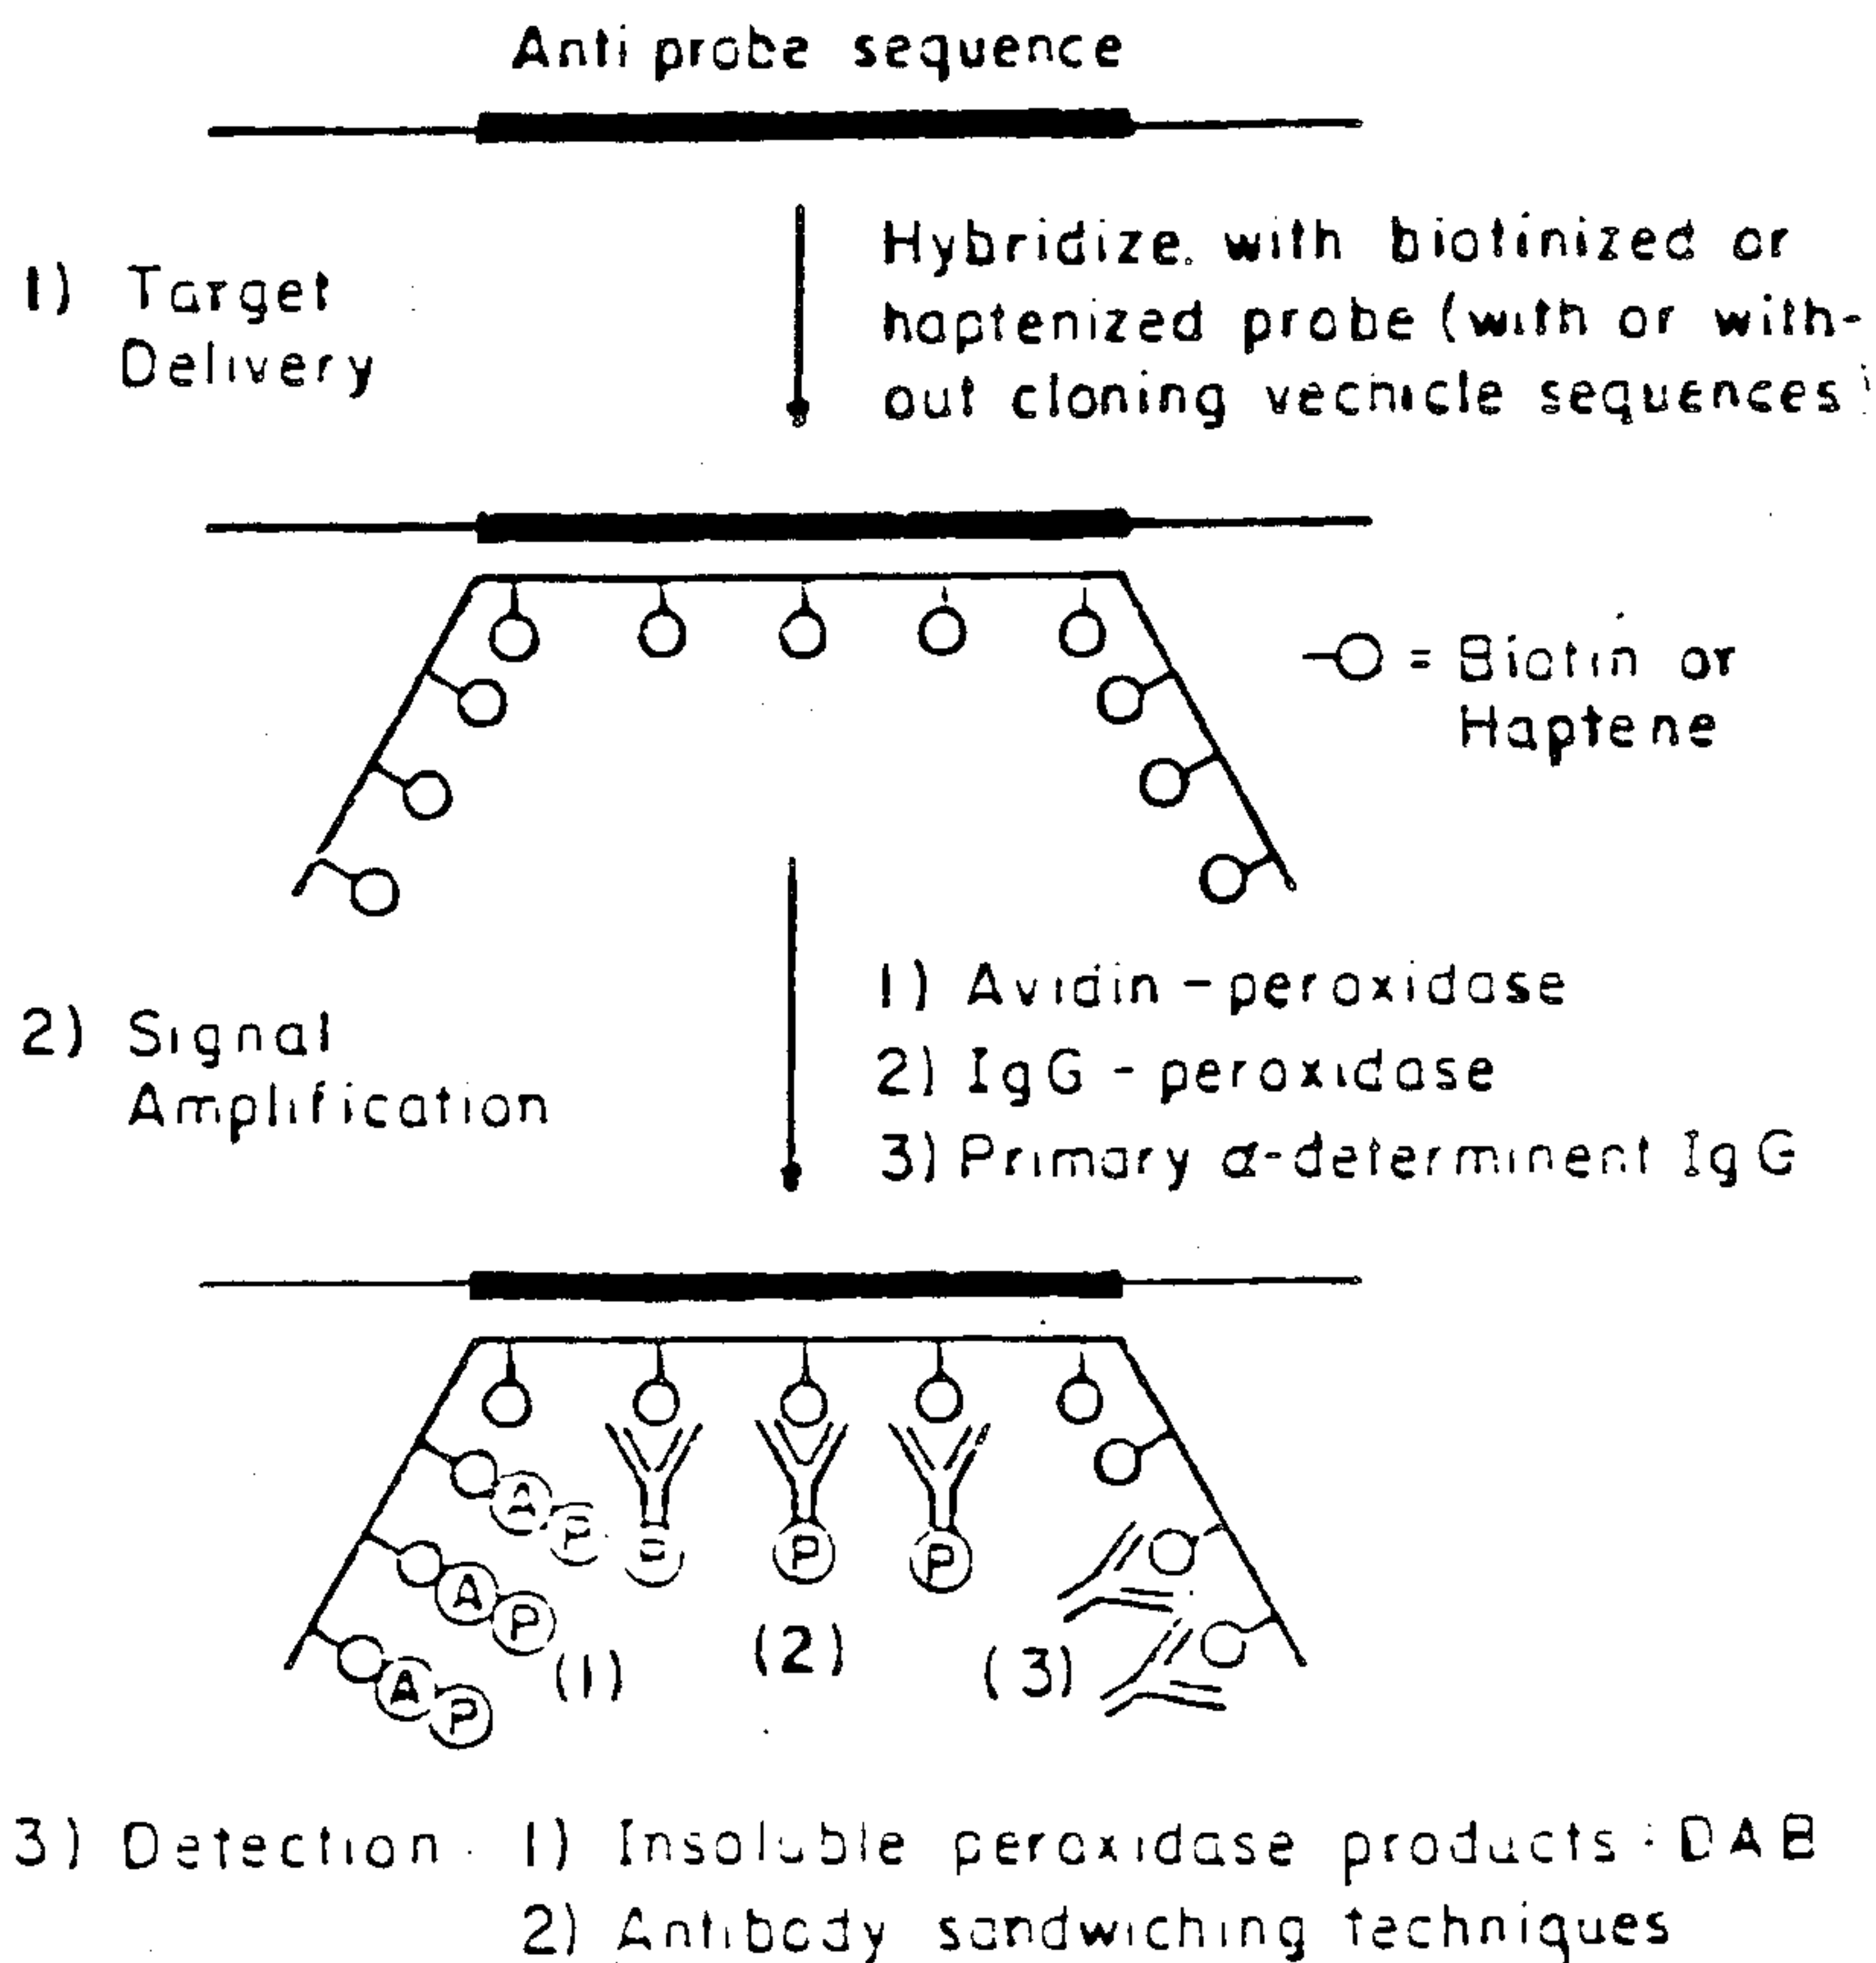 Anti probe sequence
1) Target
Delivery
Hybridize with biotinized or
haptenized probe (with or with-
out cloning vechicle sequences)
= Biotin or
Haptene
2) Signal
Amplification
1) Avidin - peroxidase
2) IgG - peroxidase
3) Primary α-determinent IgG
A P
P
P
P
A P
A P
(1)
(2)
(3)
3) Detection
1) Insoluble peroxidase products: DAB
2) Antibody sandwiching techniques